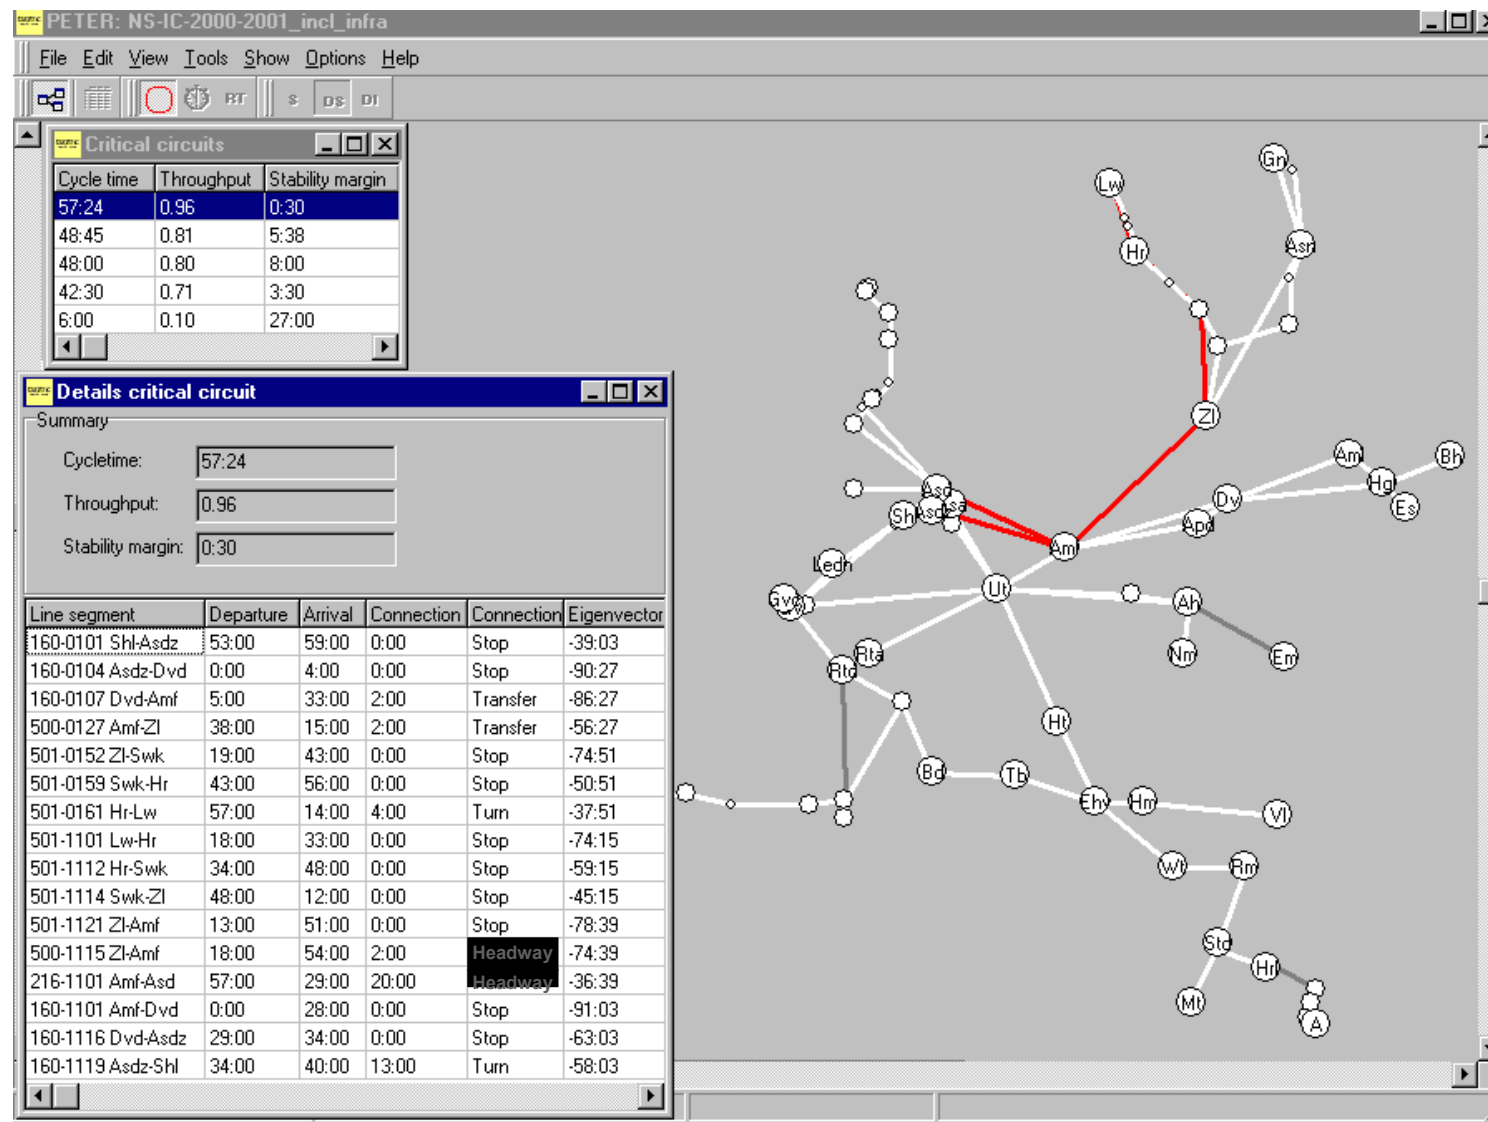 PETER: NS-IC-2000-2001_incl_infra
File Edit View Tools Show Options Help
RT S DS DI
Critical circuits
Cycle time Throughput Stability margin
57:24 0.96 0:30
48:45 0.81 5:38
48:00 0.80 8:00
42:30 0.71 3:30
6:00 0.10 27:00
Details critical circuit
Summary
Cycletime: 57:24
Throughput: 0.96
Stability margin: 0:30
Line segment Departure Arrival Connection Connection Eigenvector
160-0101 Shl-Asdz 53:00 59:00 0:00 Stop -39:03
160-0104 Asdz-Dvd 0:00 4:00 0:00 Stop -90:27
160-0107 Dvd-Amf 5:00 33:00 2:00 Transfer -86:27
500-0127 Amf-Zl 38:00 15:00 2:00 Transfer -56:27
501-0152 Zl-Swk 19:00 43:00 0:00 Stop -74:51
501-0159 Swk-Hr 43:00 56:00 0:00 Stop -50:51
501-0161 Hr-Lw 57:00 14:00 4:00 Turn -37:51
501-1101 Lw-Hr 18:00 33:00 0:00 Stop -74:15
501-1112 Hr-Swk 34:00 48:00 0:00 Stop -59:15
501-1114 Swk-Zl 48:00 12:00 0:00 Stop -45:15
501-1121 Zl-Amf 13:00 51:00 0:00 Stop -78:39
500-1115 Zl-Amf 18:00 54:00 2:00 Headway -74:39
216-1101 Amf-Asd 57:00 29:00 20:00 Headway -36:39
160-1101 Amf-Dvd 0:00 28:00 0:00 Stop -91:03
160-1116 Dvd-Asdz 29:00 34:00 0:00 Stop -63:03
160-1119 Asdz-Shl 34:00 40:00 13:00 Turn -58:03
Gn
Lw
Asn
Hr
Zl
Aml
Bh
Hgl
Asd
Dv
Es
Shl
Asdz
Asa
Apd
Amf
Ledn
Ut
Gvc
Ah
Rta
Nm
Em
Rtd
Ht
Bd
Tb
Ehv
Hm
Vl
Wt
Rm
Std
Hrl
Mt
A